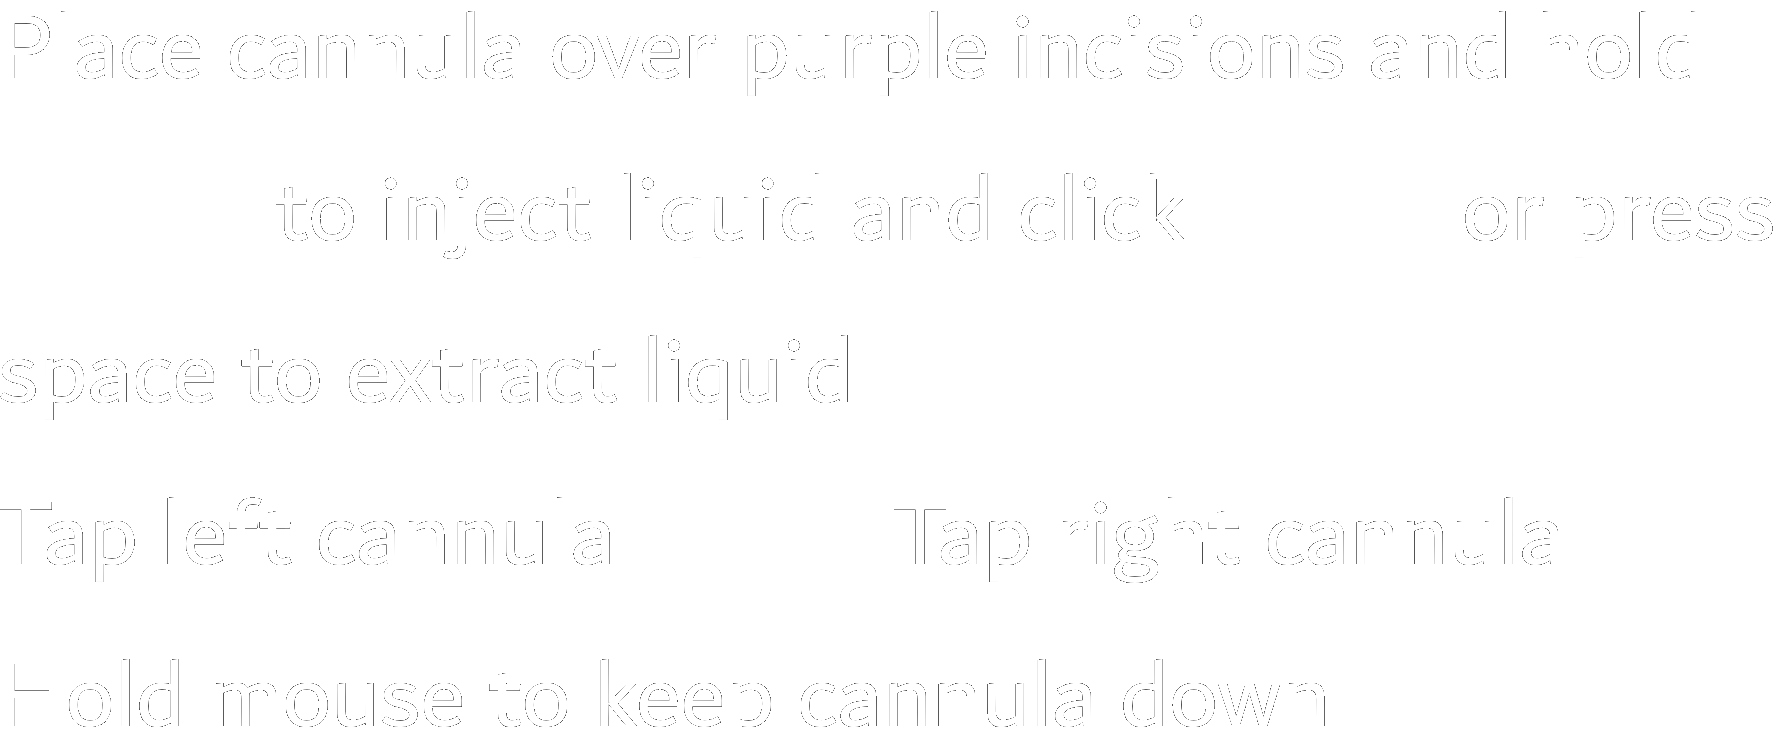 Place cannula over purple incisions and hold
to inject liquid and click or press
space to extract liquid
Tap left cannula Tap right cannula
Hold mouse to keep cannula down